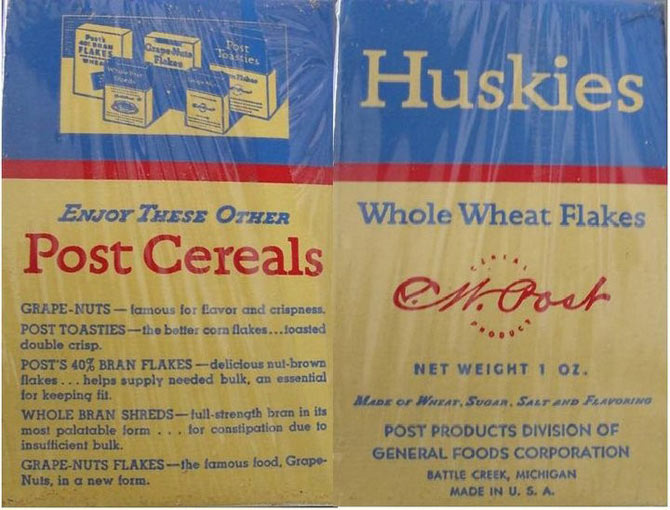 Post's
40% BRAN
FLAKES
WHEAT
Grape-Nuts
Flakes
Post
Toasties
ENJOY THESE OTHER
Post Cereals
GRAPE-NUTS — famous for flavor and crispness.
POST TOASTIES — the better corn flakes...toasted
double crisp.
POST'S 40% BRAN FLAKES — delicious nut-brown
flakes . . . helps supply needed bulk, an essential
for keeping fit.
WHOLE BRAN SHREDS — full-strength bran in its
most palatable form . . . for constipation due to
insufficient bulk.
GRAPE-NUTS FLAKES — the famous food, Grape-
Nuts, in a new form.
Huskies
Whole Wheat Flakes
CEREAL
C.W. Post
PRODUCT
NET WEIGHT 1 OZ.
MADE OF WHEAT, SUGAR, SALT AND FLAVORING
POST PRODUCTS DIVISION OF
GENERAL FOODS CORPORATION
BATTLE CREEK, MICHIGAN
MADE IN U. S. A.